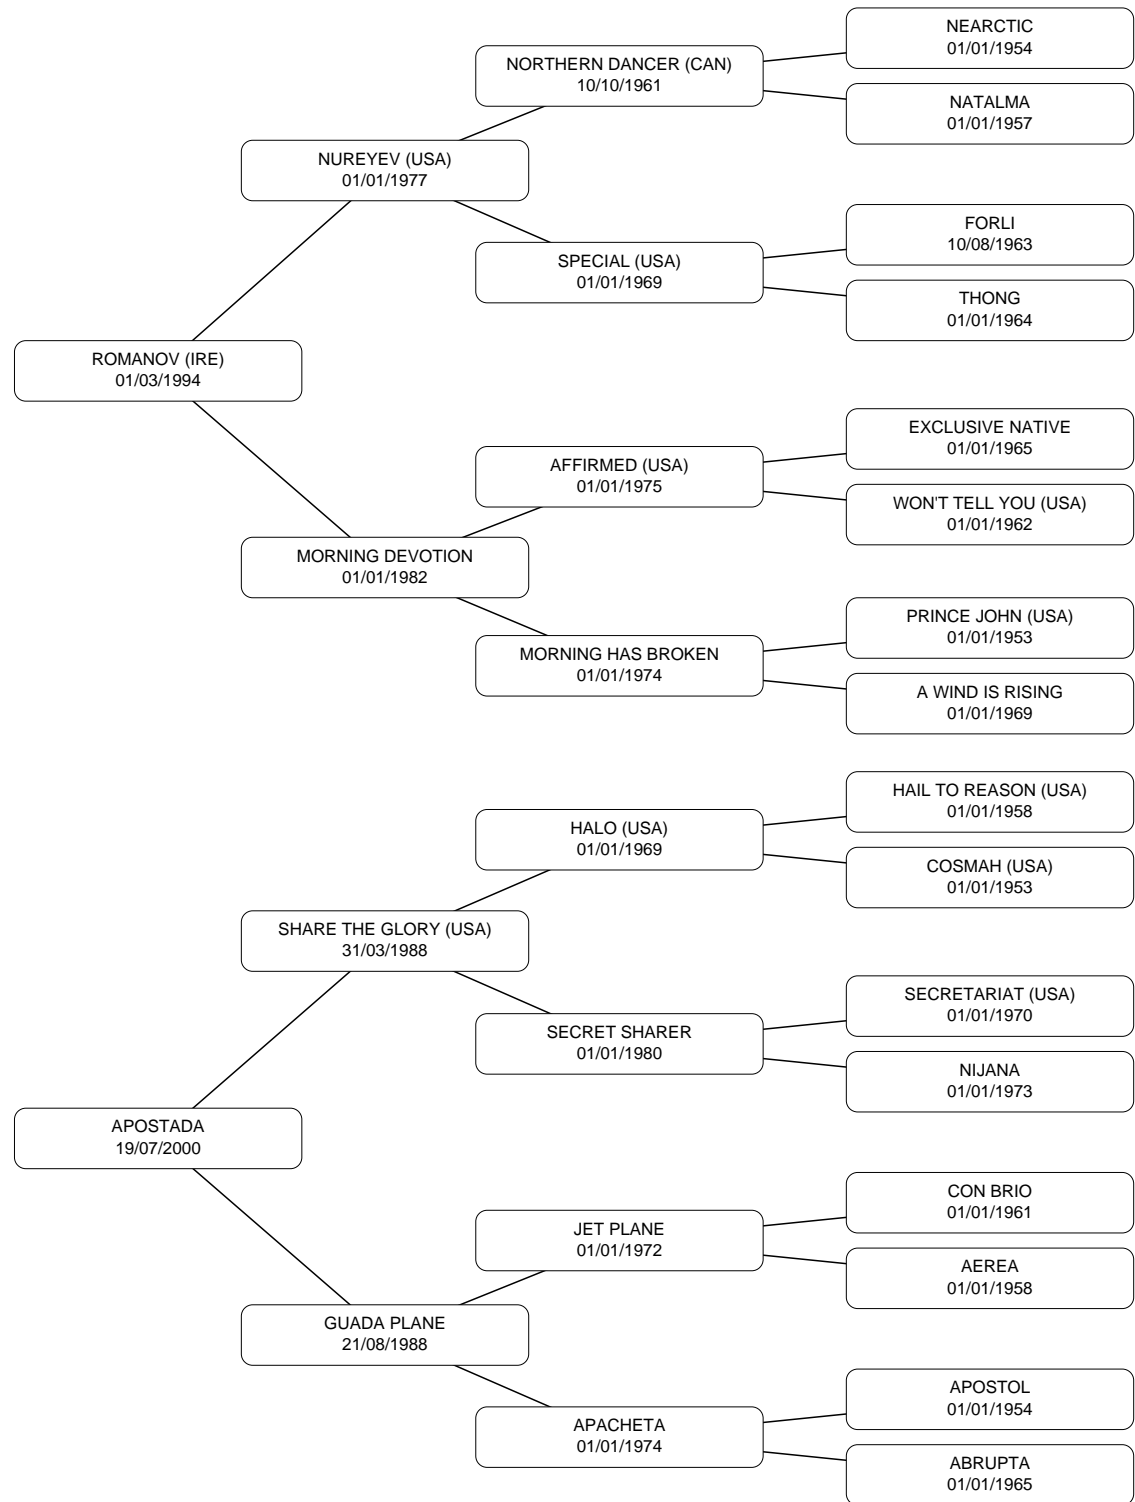 NEARCTIC
01/01/1954
NORTHERN DANCER (CAN)
10/10/1961
NATALMA
01/01/1957
NUREYEV (USA)
01/01/1977
FORLI
10/08/1963
SPECIAL (USA)
01/01/1969
THONG
01/01/1964
ROMANOV (IRE)
01/03/1994
EXCLUSIVE NATIVE
01/01/1965
AFFIRMED (USA)
01/01/1975
WON'T TELL YOU (USA)
01/01/1962
MORNING DEVOTION
01/01/1982
PRINCE JOHN (USA)
01/01/1953
MORNING HAS BROKEN
01/01/1974
A WIND IS RISING
01/01/1969
HAIL TO REASON (USA)
01/01/1958
HALO (USA)
01/01/1969
COSMAH (USA)
01/01/1953
SHARE THE GLORY (USA)
31/03/1988
SECRETARIAT (USA)
01/01/1970
SECRET SHARER
01/01/1980
NIJANA
01/01/1973
APOSTADA
19/07/2000
CON BRIO
01/01/1961
JET PLANE
01/01/1972
AEREA
01/01/1958
GUADA PLANE
21/08/1988
APOSTOL
01/01/1954
APACHETA
01/01/1974
ABRUPTA
01/01/1965